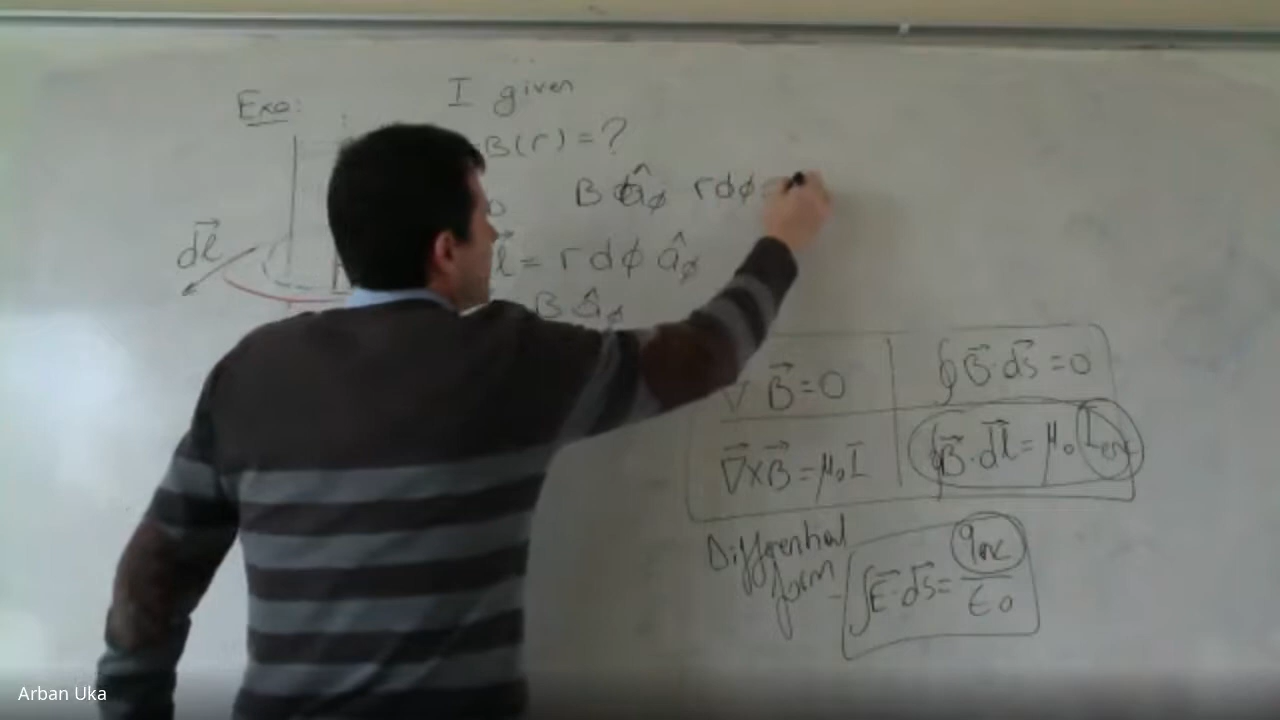 Exo:
I given
B(r) = ?
B â_φ r dφ =
dl⃗
l⃗ = r dφ â_φ
B â_φ
∇ B⃗ = 0
∮ B⃗ · ds⃗ = 0
∇⃗ x B⃗ = μ₀ I⃗
∮ B⃗ · dl⃗ = μ₀ I_enc
Differential
form
∫ E⃗ · ds⃗ = q_enc / ε₀
Arban Uka